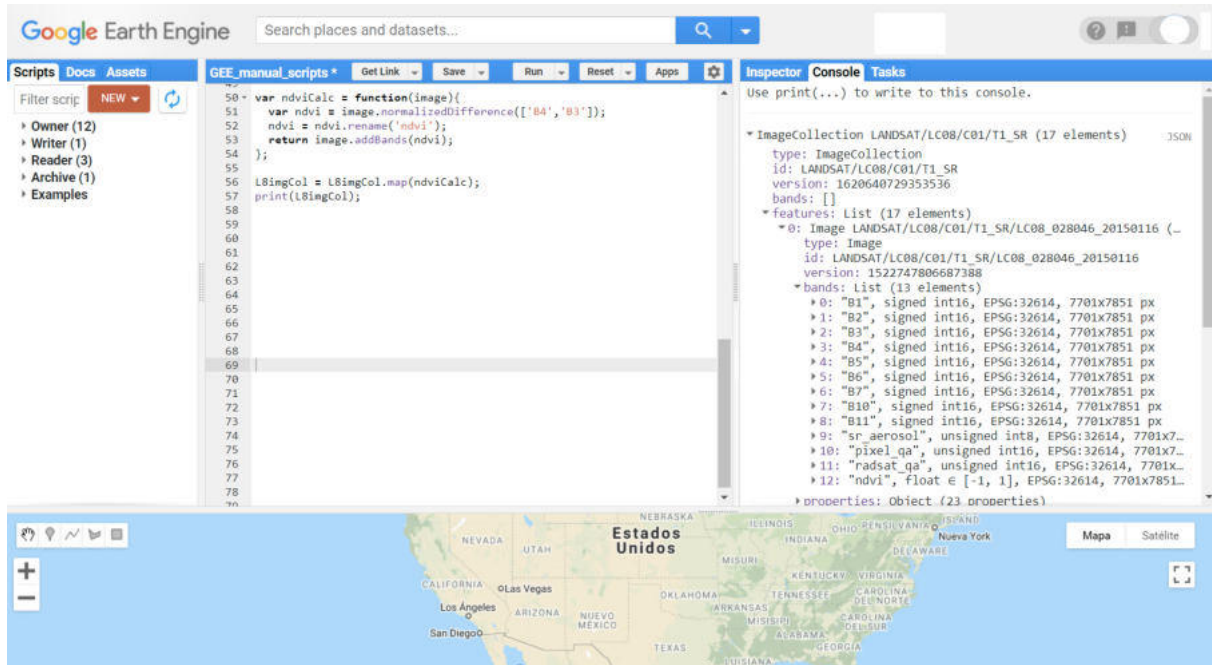 Google Earth Engine
Search places and datasets...
Scripts Docs Assets
Filter scrip NEW
Owner (12)
Writer (1)
Reader (3)
Archive (1)
Examples
GEE_manual_scripts * Get Link Save Run Reset Apps
50 var ndviCalc = function(image){
51 var ndvi = image.normalizedDifference(['B4','B3']);
52 ndvi = ndvi.rename('ndvi');
53 return image.addBands(ndvi);
54 };
55
56 L8imgCol = L8imgCol.map(ndviCalc);
57 print(L8imgCol);
58
59
60
61
62
63
64
65
66
67
68
69
70
71
72
73
74
75
76
77
78
Inspector Console Tasks
Use print(...) to write to this console.
ImageCollection LANDSAT/LC08/C01/T1_SR (17 elements) JSON
type: ImageCollection
id: LANDSAT/LC08/C01/T1_SR
version: 1620640729353536
bands: []
features: List (17 elements)
0: Image LANDSAT/LC08/C01/T1_SR/LC08_028046_20150116 (…
type: Image
id: LANDSAT/LC08/C01/T1_SR/LC08_028046_20150116
version: 1522747806687388
bands: List (13 elements)
0: "B1", signed int16, EPSG:32614, 7701x7851 px
1: "B2", signed int16, EPSG:32614, 7701x7851 px
2: "B3", signed int16, EPSG:32614, 7701x7851 px
3: "B4", signed int16, EPSG:32614, 7701x7851 px
4: "B5", signed int16, EPSG:32614, 7701x7851 px
5: "B6", signed int16, EPSG:32614, 7701x7851 px
6: "B7", signed int16, EPSG:32614, 7701x7851 px
7: "B10", signed int16, EPSG:32614, 7701x7851 px
8: "B11", signed int16, EPSG:32614, 7701x7851 px
9: "sr_aerosol", unsigned int8, EPSG:32614, 7701x7…
10: "pixel_qa", unsigned int16, EPSG:32614, 7701x7…
11: "radsat_qa", unsigned int16, EPSG:32614, 7701x…
12: "ndvi", float ∈ [-1, 1], EPSG:32614, 7701x7851…
properties: Object (23 properties)
NEBRASKA
ILLINOIS
OHIO
PENSILVANIA
ISLAND
Nueva York
NEVADA
UTAH
Estados
Unidos
INDIANA
DELAWARE
MISURI
CALIFORNIA
Las Vegas
KENTUCKY
VIRGINIA
OKLAHOMA
TENNESSEE
CAROLINA
DEL NORTE
Los Ángeles
ARIZONA
NUEVO
MÉXICO
ARKANSAS
MISISIPI
CAROLINA
DEL SUR
San Diego
ALABAMA
TEXAS
GEORGIA
LUISIANA
Mapa Satélite